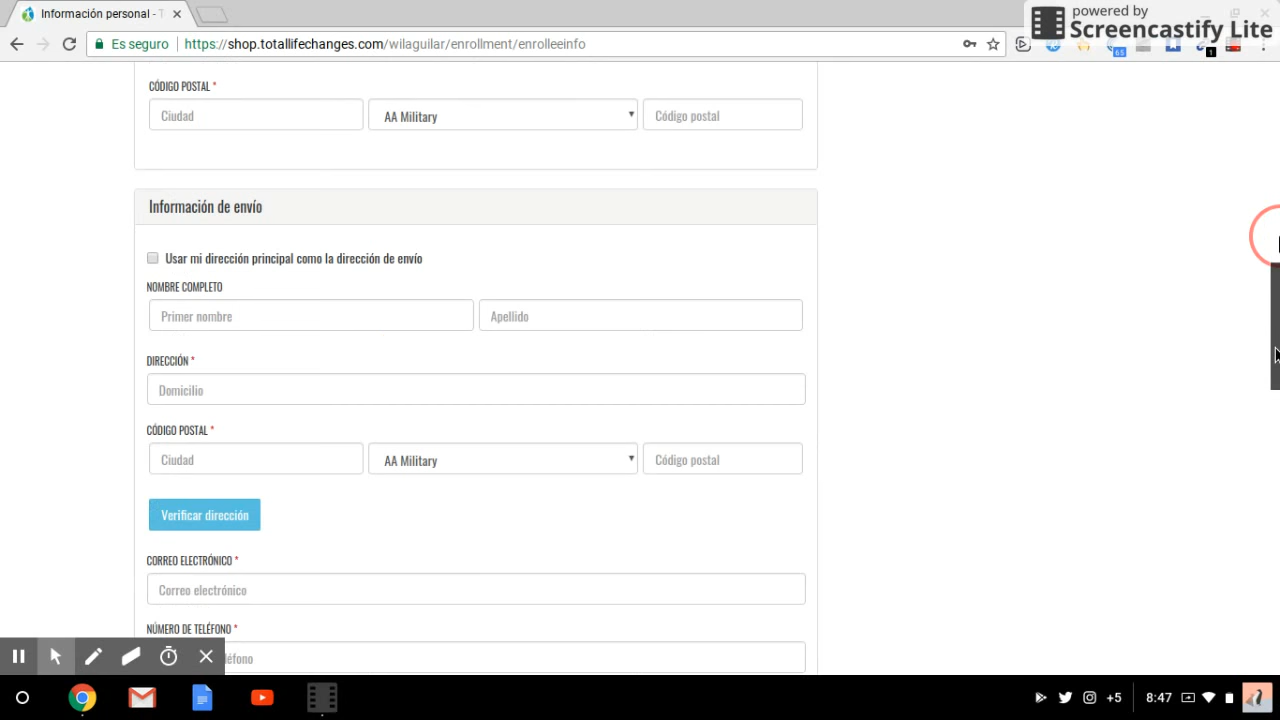 Información personal - T
powered by
Screencastify Lite
Es seguro
https://shop.totallifechanges.com/wilaguilar/enrollment/enrolleeinfo
65
1
CÓDIGO POSTAL *
Ciudad
AA Military
Código postal
Información de envío
Usar mi dirección principal como la dirección de envío
NOMBRE COMPLETO
Primer nombre
Apellido
DIRECCIÓN *
Domicilio
CÓDIGO POSTAL *
Ciudad
AA Military
Código postal
Verificar dirección
CORREO ELECTRÓNICO *
Correo electrónico
NÚMERO DE TELÉFONO *
léfono
+5
8:47